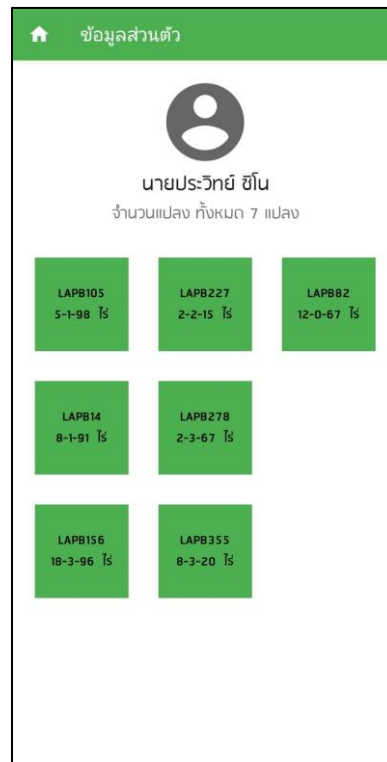 ข้อมูลส่วนตัว
นายประวิทย์ ชิโน
จำนวนแปลง ทั้งหมด 7 แปลง
LAPB105
5-1-98 ไร่
LAPB227
2-2-15 ไร่
LAPB82
12-0-67 ไร่
LAPB14
8-1-91 ไร่
LAPB278
2-3-67 ไร่
LAPB156
18-3-96 ไร่
LAPB355
8-3-20 ไร่